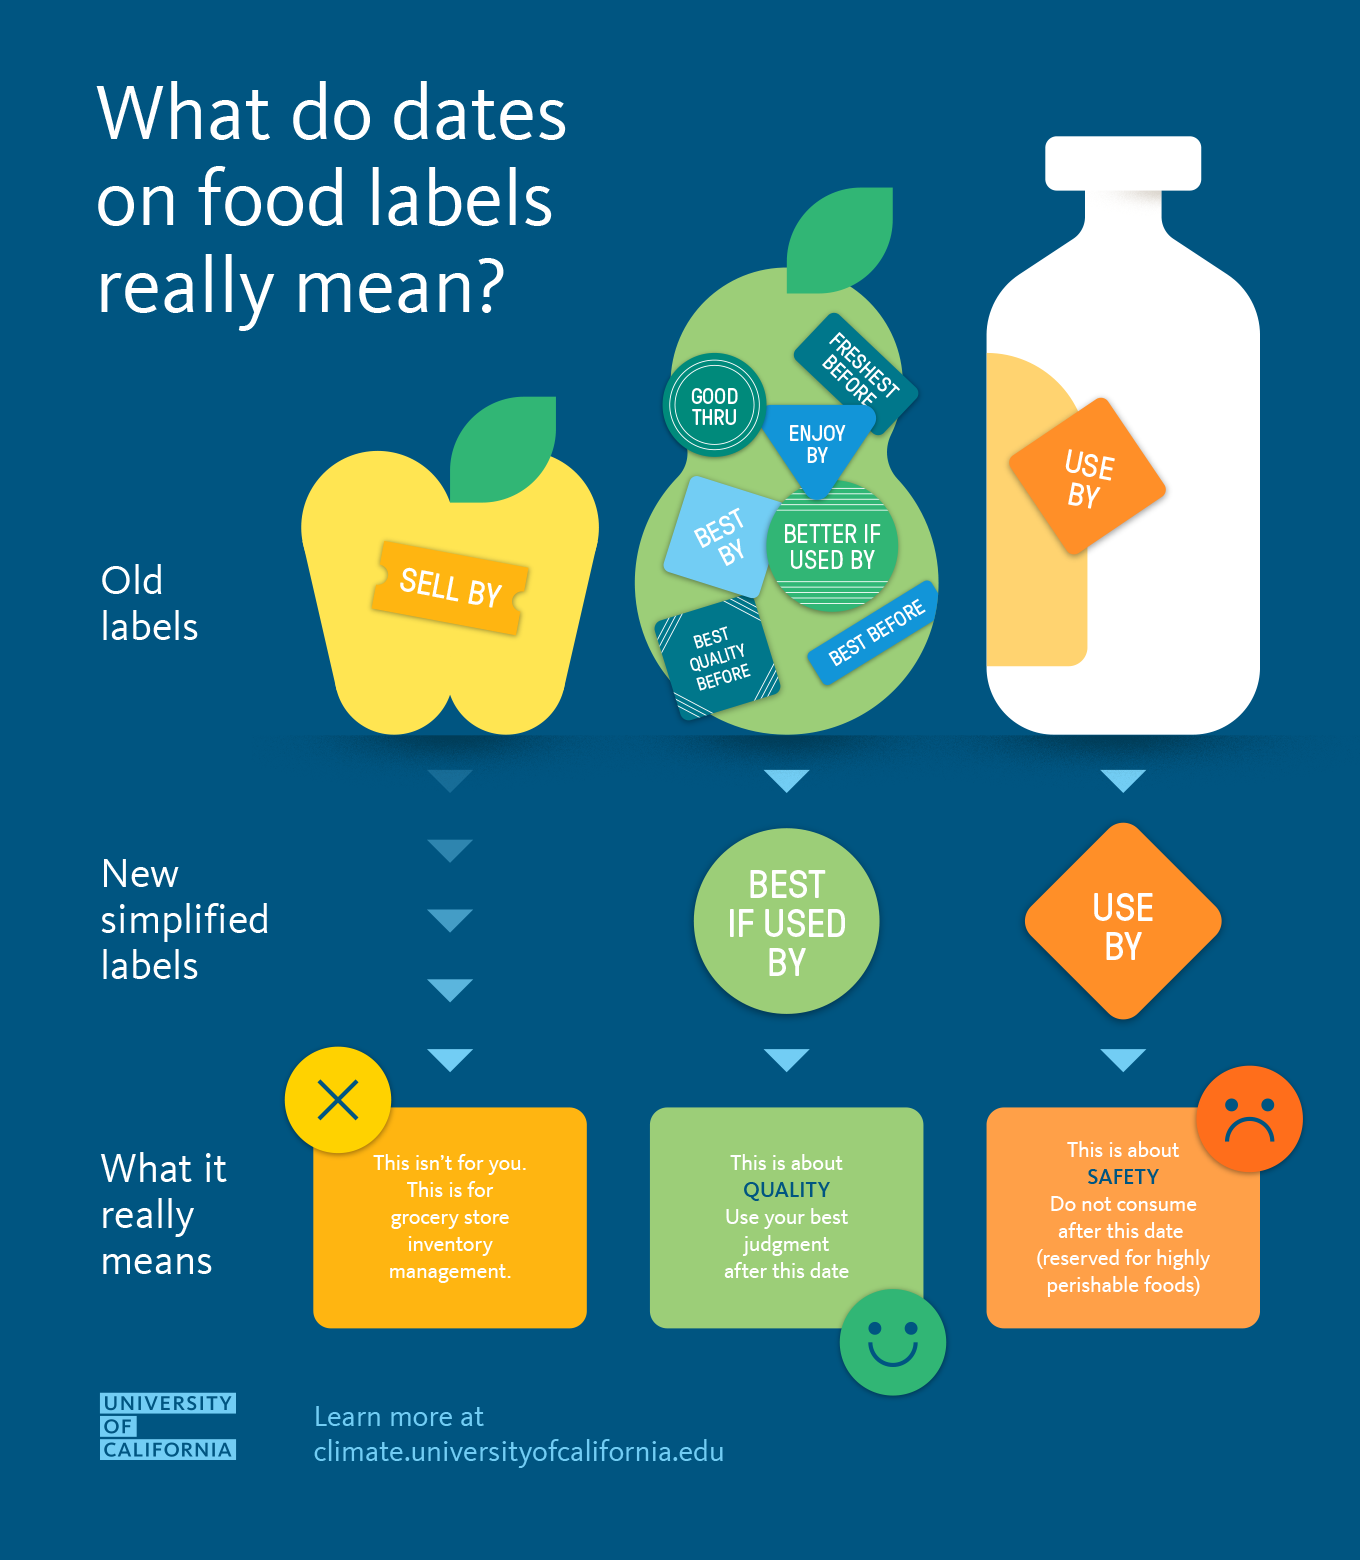 What do dates
on food labels
really mean?
Old
labels
SELL BY
GOOD
THRU
FRESHEST
BEFORE
ENJOY
BY
BEST
BY
BETTER IF
USED BY
BEST
QUALITY
BEFORE
BEST BEFORE
USE
BY
New
simplified
labels
BEST
IF USED
BY
USE
BY
What it
really
means
This isn't for you.
This is for
grocery store
inventory
management.
This is about
QUALITY
Use your best
judgment
after this date
This is about
SAFETY
Do not consume
after this date
(reserved for highly
perishable foods)
UNIVERSITY
OF
CALIFORNIA
Learn more at
climate.universityofcalifornia.edu